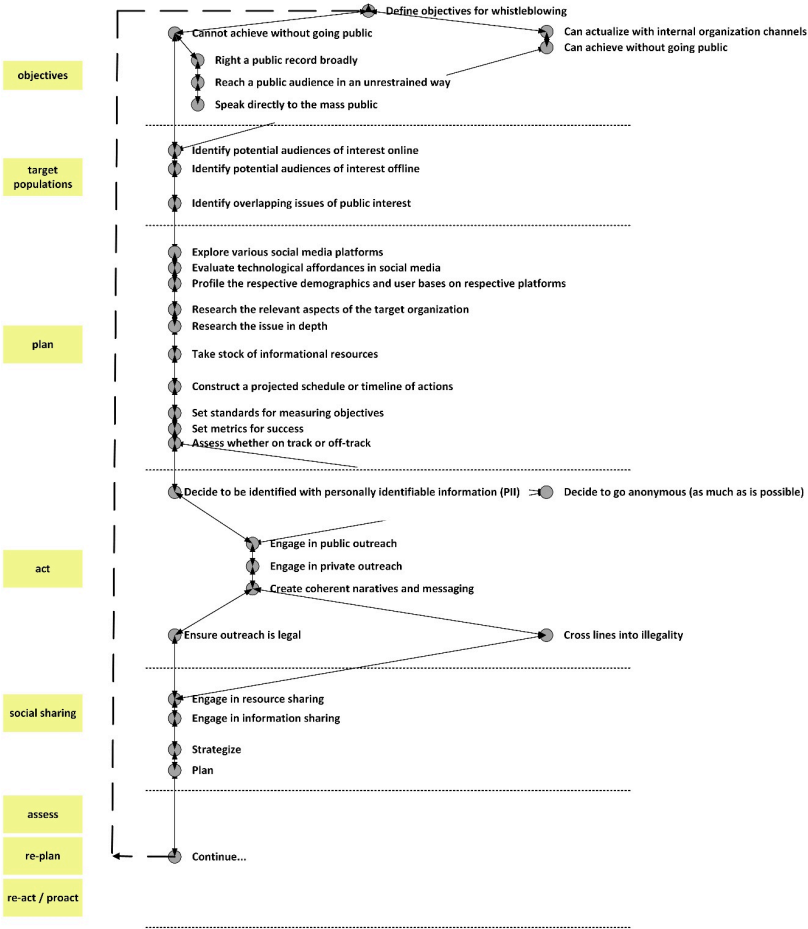 Define objectives for whistleblowing
Cannot achieve without going public
Can actualize with internal organization channels
Can achieve without going public
objectives
Right a public record broadly
Reach a public audience in an unrestrained way
Speak directly to the mass public
target
populations
Identify potential audiences of interest online
Identify potential audiences of interest offline
Identify overlapping issues of public interest
plan
Explore various social media platforms
Evaluate technological affordances in social media
Profile the respective demographics and user bases on respective platforms
Research the relevant aspects of the target organization
Research the issue in depth
Take stock of informational resources
Construct a projected schedule or timeline of actions
Set standards for measuring objectives
Set metrics for success
Assess whether on track or off-track
act
Decide to be identified with personally identifiable information (PII)
Decide to go anonymous (as much as is possible)
Engage in public outreach
Engage in private outreach
Create coherent naratives and messaging
Ensure outreach is legal
Cross lines into illegality
social sharing
Engage in resource sharing
Engage in information sharing
Strategize
Plan
assess
re-plan
Continue...
re-act / proact